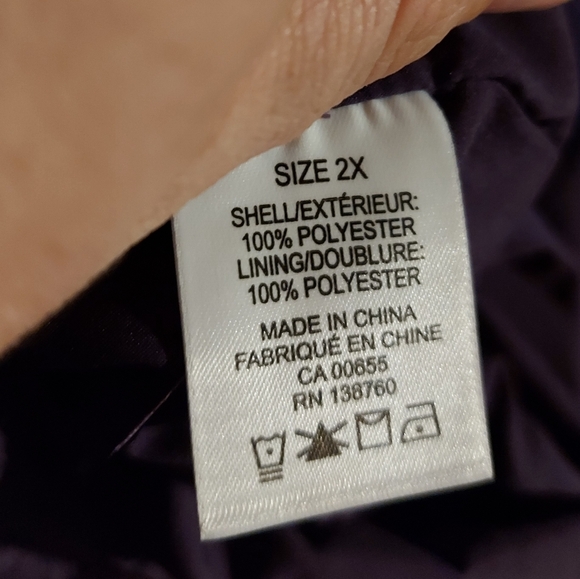 SIZE 2X
SHELL/EXTÉRIEUR:
100% POLYESTER
LINING/DOUBLURE:
100% POLYESTER
MADE IN CHINA
FABRIQUÉ EN CHINE
CA 00655
RN 138760